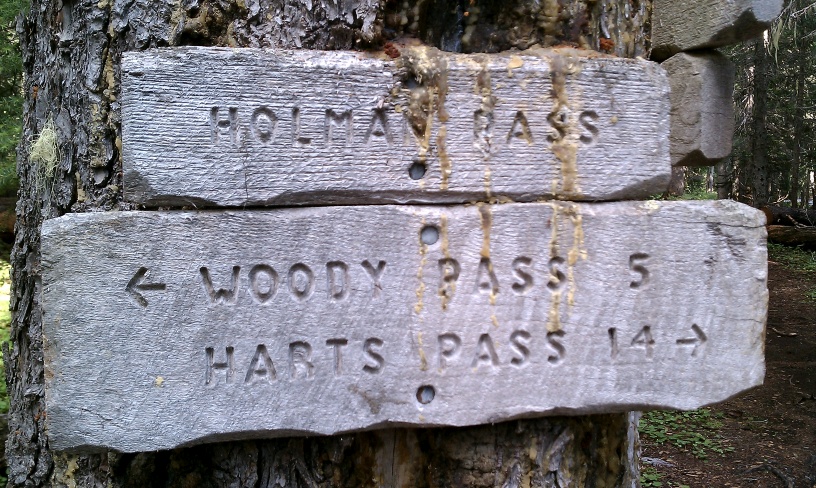 HOLMAN PASS
← WOODY PASS 5
HARTS PASS 14 →